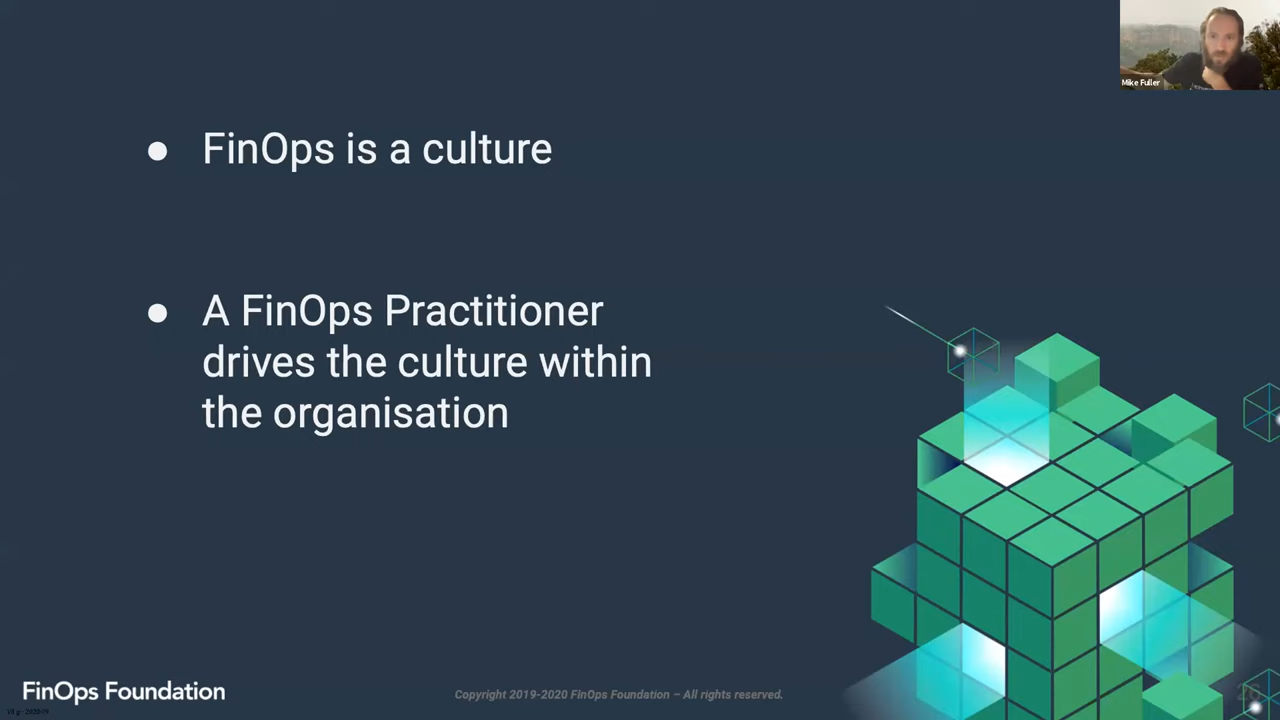 Mike Fuller
● FinOps is a culture
● A FinOps Practitioner
drives the culture within
the organisation
FinOps Foundation
Copyright 2019-2020 FinOps Foundation – All rights reserved.